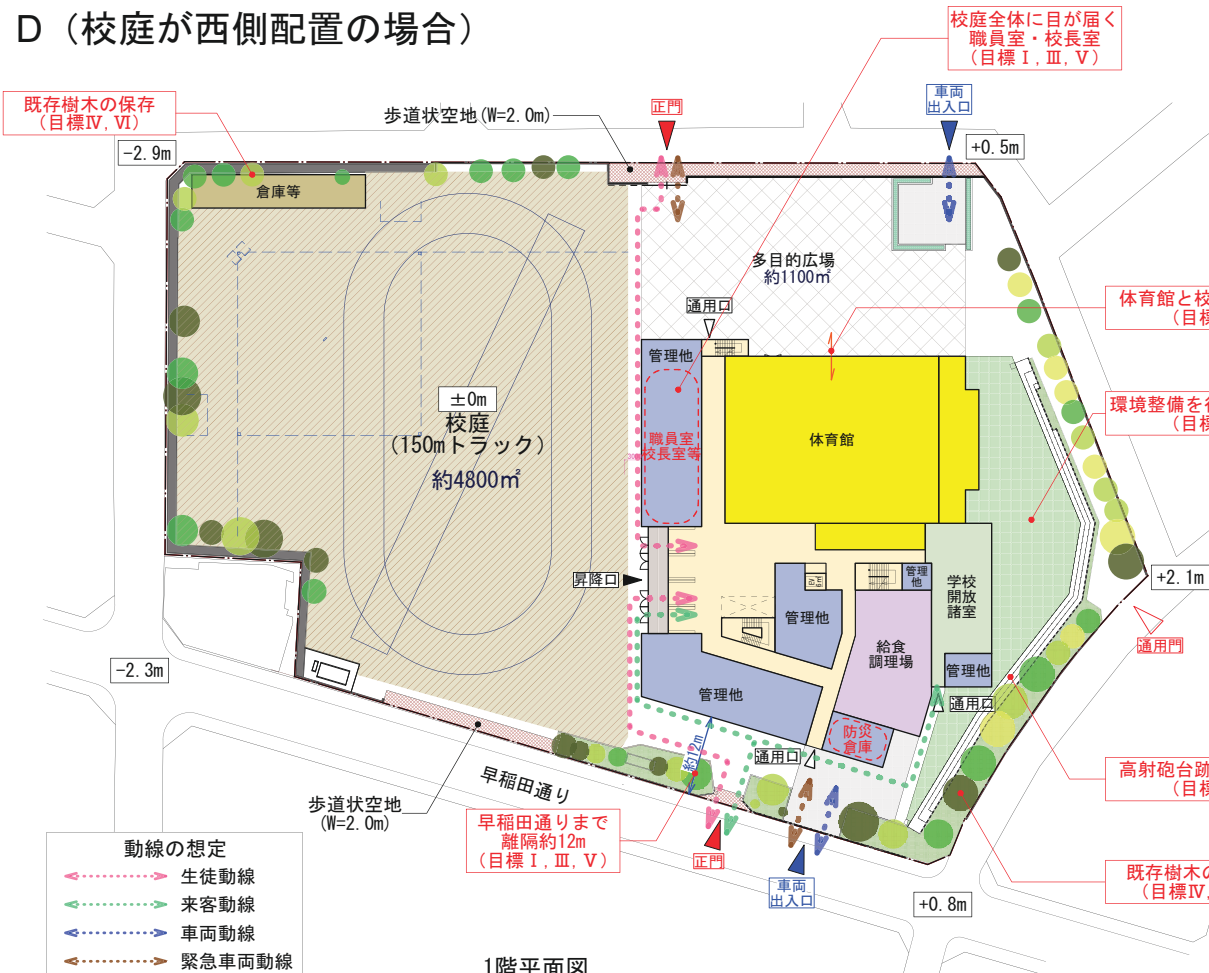 D（校庭が西側配置の場合）
校庭全体に目が届く
職員室・校長室
（目標Ⅰ,Ⅲ,Ⅴ）
既存樹木の保存
（目標Ⅳ,Ⅵ）
歩道状空地(W=2.0m)
正門
車両
出入口
-2.9m
+0.5m
倉庫等
多目的広場
約1100㎡
通用口
体育館と校
（目標
管理他
±0m
校庭
（150mトラック）
約4800㎡
職員室
校長室等
体育館
環境整備を行
（目標
昇降口
管理他
EV
管理
他
学校
開放
諸室
+2.1m
通用門
給食
調理場
-2.3m
管理他
管理他
通用口
防災
倉庫
約12m
通用口
早稲田通り
歩道状空地
(W=2.0m)
高射砲台跡
（目標
早稲田通りまで
離隔約12m
（目標Ⅰ,Ⅲ,Ⅴ）
正門
車両
出入口
既存樹木の
（目標Ⅳ,
+0.8m
動線の想定
生徒動線
来客動線
車両動線
緊急車両動線
1階平面図